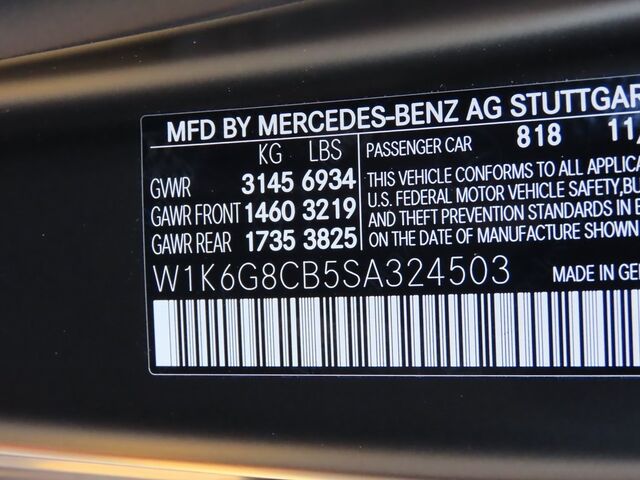 MFD BY MERCEDES-BENZ AG STUTTGAR
KG LBS PASSENGER CAR 818 11/
GVWR 3145 6934 THIS VEHICLE CONFORMS TO ALL APPLICA
U.S. FEDERAL MOTOR VEHICLE SAFETY,BU
GAWR FRONT 1460 3219 AND THEFT PREVENTION STANDARDS IN E
GAWR REAR 1735 3825 ON THE DATE OF MANUFACTURE SHOWN
W1K6G8CB5SA324503 MADE IN GE